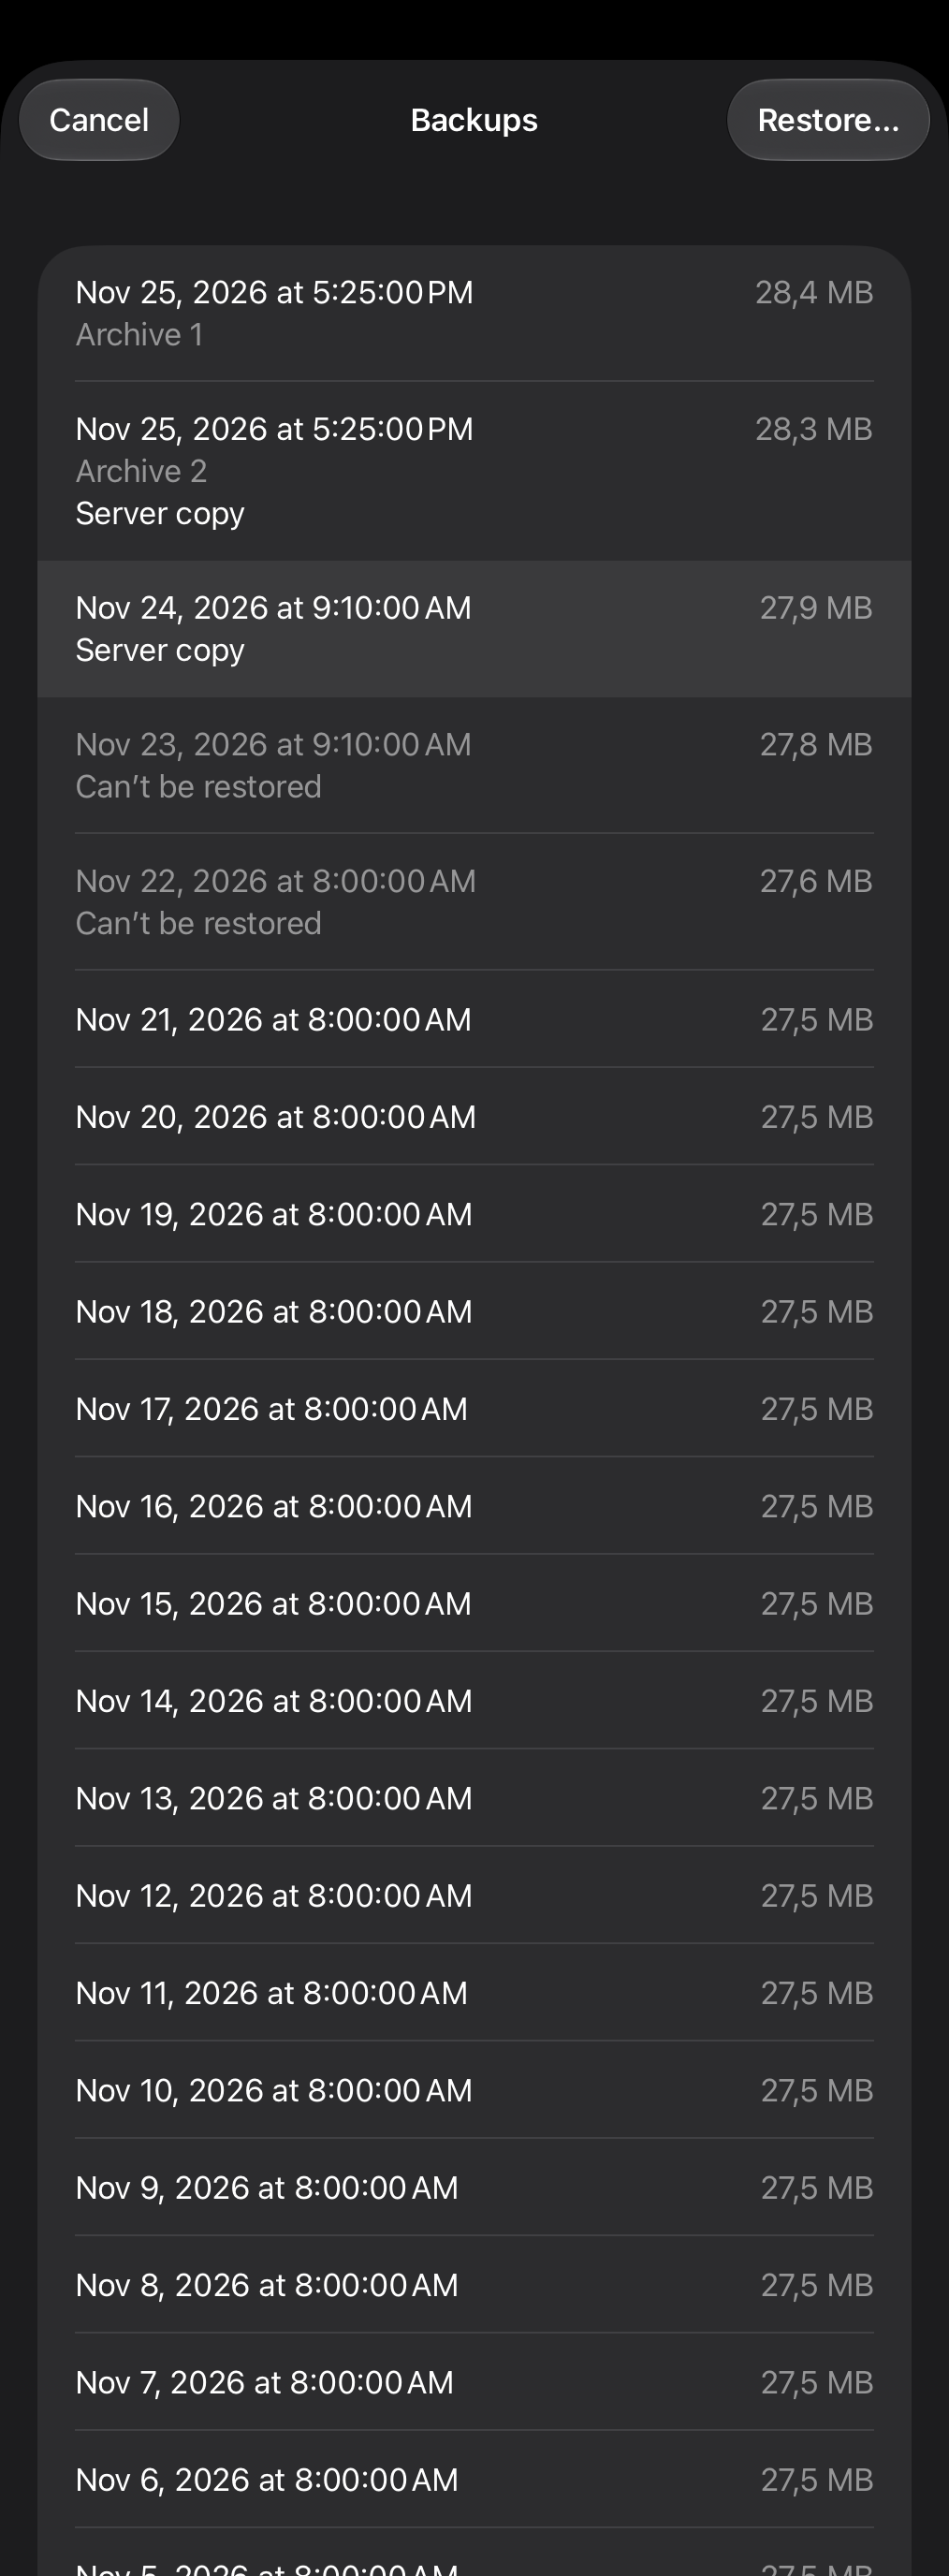 Cancel
Backups
Restore...
Nov 25, 2026 at 5:25:00 PM
28,4 MB
Archive 1
Nov 25, 2026 at 5:25:00 PM
28,3 MB
Archive 2
Server copy
Nov 24, 2026 at 9:10:00 AM
27,9 MB
Server copy
Nov 23, 2026 at 9:10:00 AM
27,8 MB
Can’t be restored
Nov 22, 2026 at 8:00:00 AM
27,6 MB
Can’t be restored
Nov 21, 2026 at 8:00:00 AM
27,5 MB
Nov 20, 2026 at 8:00:00 AM
27,5 MB
Nov 19, 2026 at 8:00:00 AM
27,5 MB
Nov 18, 2026 at 8:00:00 AM
27,5 MB
Nov 17, 2026 at 8:00:00 AM
27,5 MB
Nov 16, 2026 at 8:00:00 AM
27,5 MB
Nov 15, 2026 at 8:00:00 AM
27,5 MB
Nov 14, 2026 at 8:00:00 AM
27,5 MB
Nov 13, 2026 at 8:00:00 AM
27,5 MB
Nov 12, 2026 at 8:00:00 AM
27,5 MB
Nov 11, 2026 at 8:00:00 AM
27,5 MB
Nov 10, 2026 at 8:00:00 AM
27,5 MB
Nov 9, 2026 at 8:00:00 AM
27,5 MB
Nov 8, 2026 at 8:00:00 AM
27,5 MB
Nov 7, 2026 at 8:00:00 AM
27,5 MB
Nov 6, 2026 at 8:00:00 AM
27,5 MB
Nov 5, 2026 at 8:00:00 AM
27,5 MB